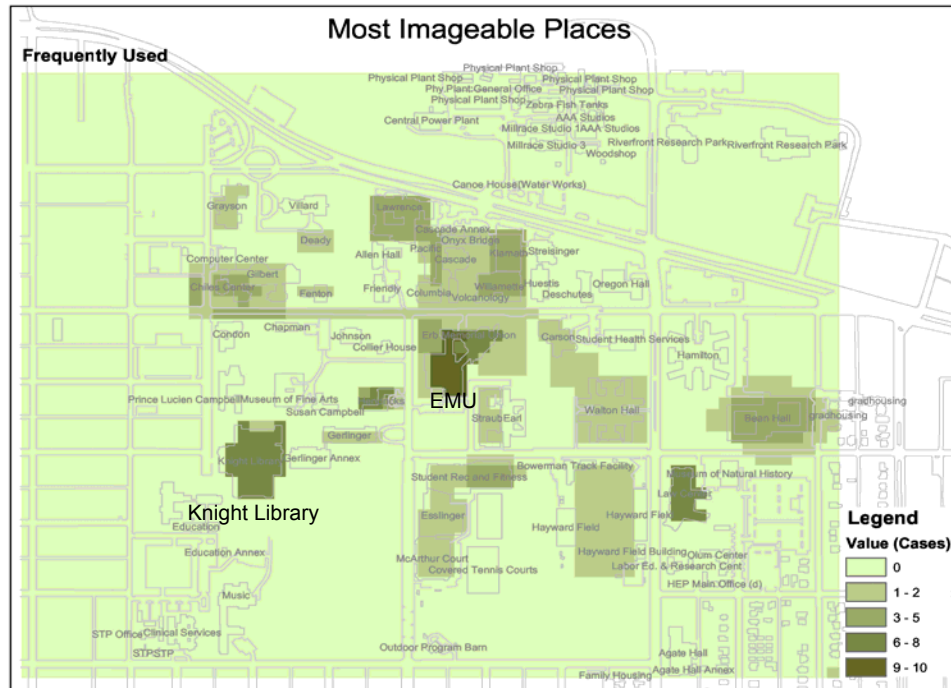 Most Imageable Places
Frequently Used
Physical Plant Shop
Physical Plant Shop
Physical Plant Shop
Phy.Plant General Office
Physical Plant Shop
Physical Plant Shop
Zebra Fish Tanks
Central Power Plant
AAA Studios
Millrace Studio 1
AAA Studios
Millrace Studio 3
Woodshop
Riverfront Research Park
Riverfront Research Park
Canoe House(Water Works)
Grayson
Villard
Lawrence
Deady
Cascade Annex
Onyx Bridge
Pacific
Klamath
Streisinger
Allen Hall
Cascade
Computer Center
Gilbert
Chiles Center
Fenton
Friendly
Columbia
Willamette
Volcanology
Huestis
Deschutes
Oregon Hall
Condon
Chapman
Johnson
Collier House
Carson
Student Health Services
Hamilton
Prince Lucien Campbell
Museum of Fine Arts
Susan Campbell
EMU
Straub
Earl
Walton Hall
Bean Hall
gradhousing
gradhousing
Gerlinger
Knight Library
Gerlinger Annex
Bowerman Track Facility
Student Rec and Fitness
Museum of Natural History
Law Center
Knight Library
Esslinger
Hayward Field
Hayward Field
Education
Education Annex
McArthur Court
Covered Tennis Courts
Hayward Field Building
Olum Center
Labor Ed. & Research Cent
HEP Main Office (d)
Music
STP Office
Clinical Services
STP
STP
Outdoor Program Barn
Family Housing
Agate Hall
Agate Hall Annex
Legend
Value (Cases)
0
1 - 2
3 - 5
6 - 8
9 - 10